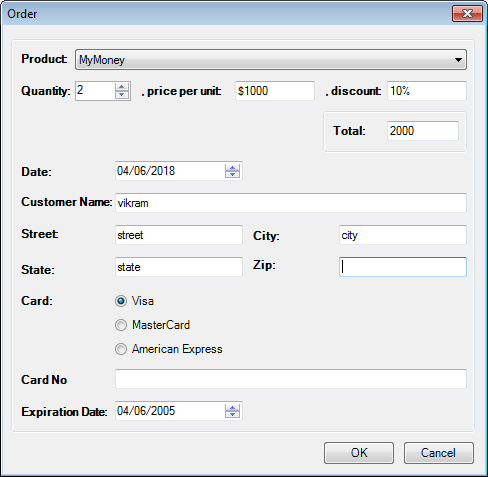 Order
Product: MyMoney
Quantity: 2 , price per unit: $1000 , discount: 10%
Total: 2000
Date: 04/06/2018
Customer Name: vikram
Street: street City: city
State: state Zip:
Card: Visa
MasterCard
American Express
Card No
Expiration Date: 04/06/2005
OK Cancel